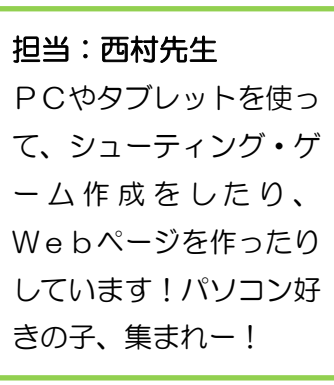 担当：西村先生
ＰＣやタブレットを使っ
て、シューティング・ゲ
ーム作成をしたり、
Ｗｅｂページを作ったり
しています！パソコン好
きの子、集まれー！